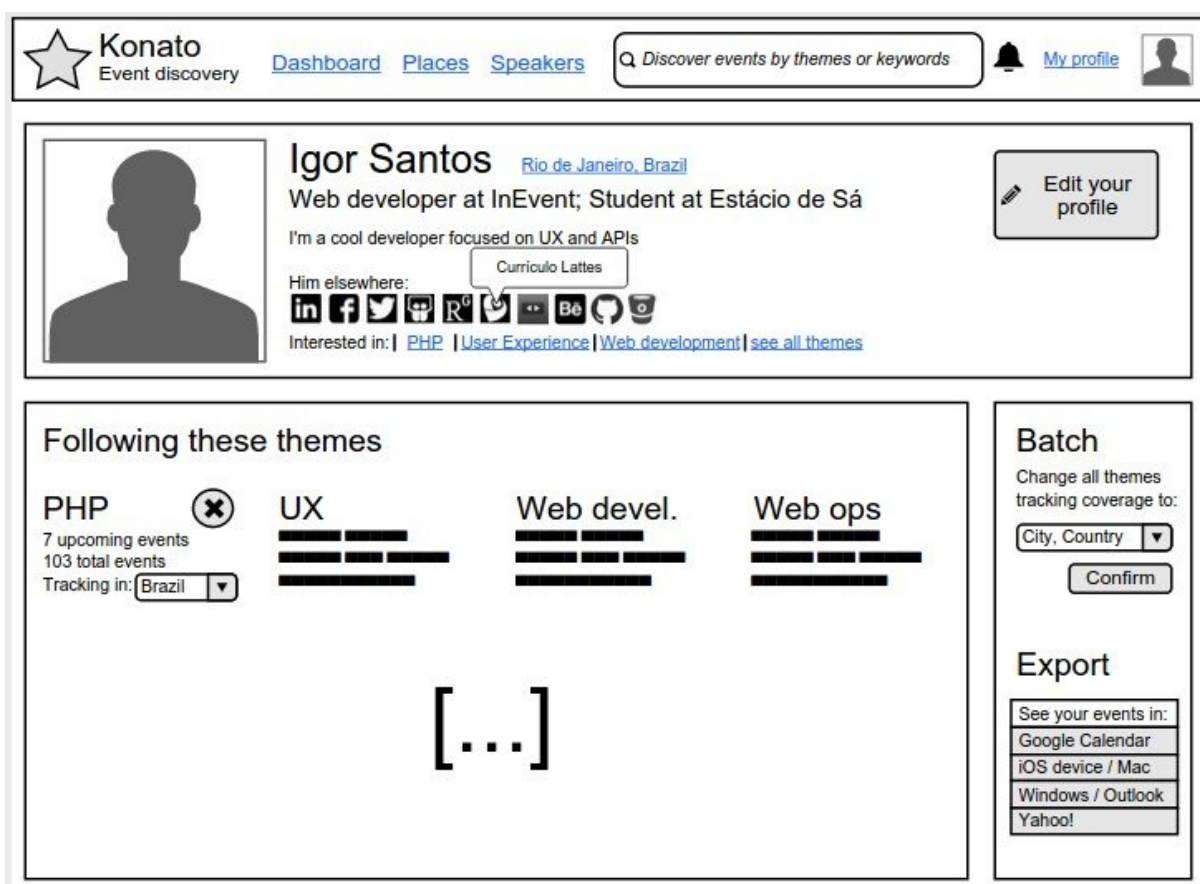 Konato
Event discovery
Dashboard Places Speakers
Discover events by themes or keywords
My profile
Igor Santos Rio de Janeiro, Brazil
Web developer at InEvent; Student at Estácio de Sá
I'm a cool developer focused on UX and APIs
Edit your
profile
Curriculo Lattes
Him elsewhere:
in f R^G Bē
Interested in: | PHP | User Experience | Web development | see all themes
Following these themes
PHP
7 upcoming events
103 total events
Tracking in: Brazil
UX
Web devel.
Web ops
[...]
Batch
Change all themes
tracking coverage to:
City, Country
Confirm
Export
See your events in:
Google Calendar
iOS device / Mac
Windows / Outlook
Yahoo!